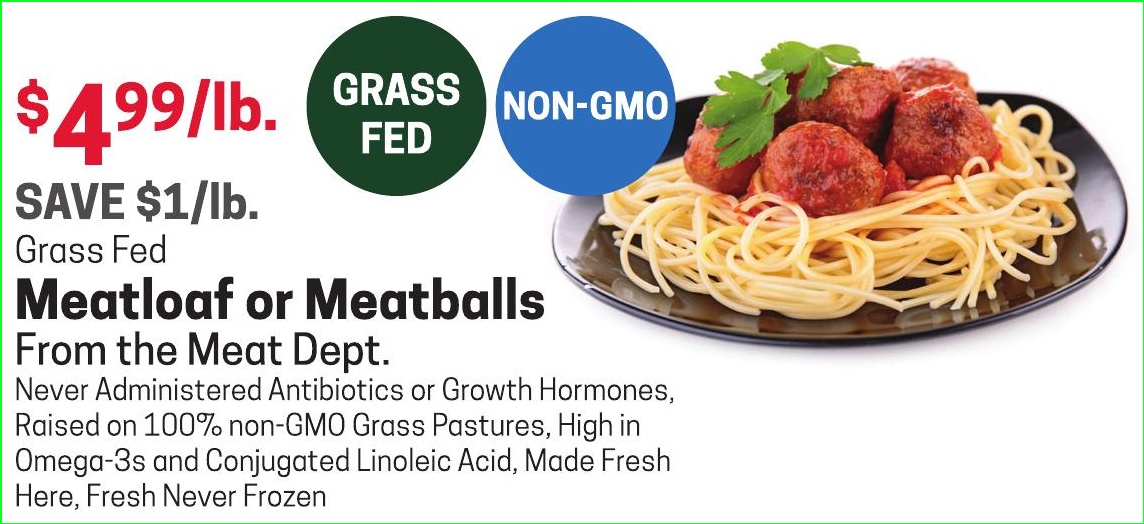 $4.99/lb.
SAVE $1/lb.
GRASS
FED
NON-GMO
Grass Fed
Meatloaf or Meatballs
From the Meat Dept.
Never Administered Antibiotics or Growth Hormones,
Raised on 100% non-GMO Grass Pastures, High in
Omega-3s and Conjugated Linoleic Acid, Made Fresh
Here, Fresh Never Frozen